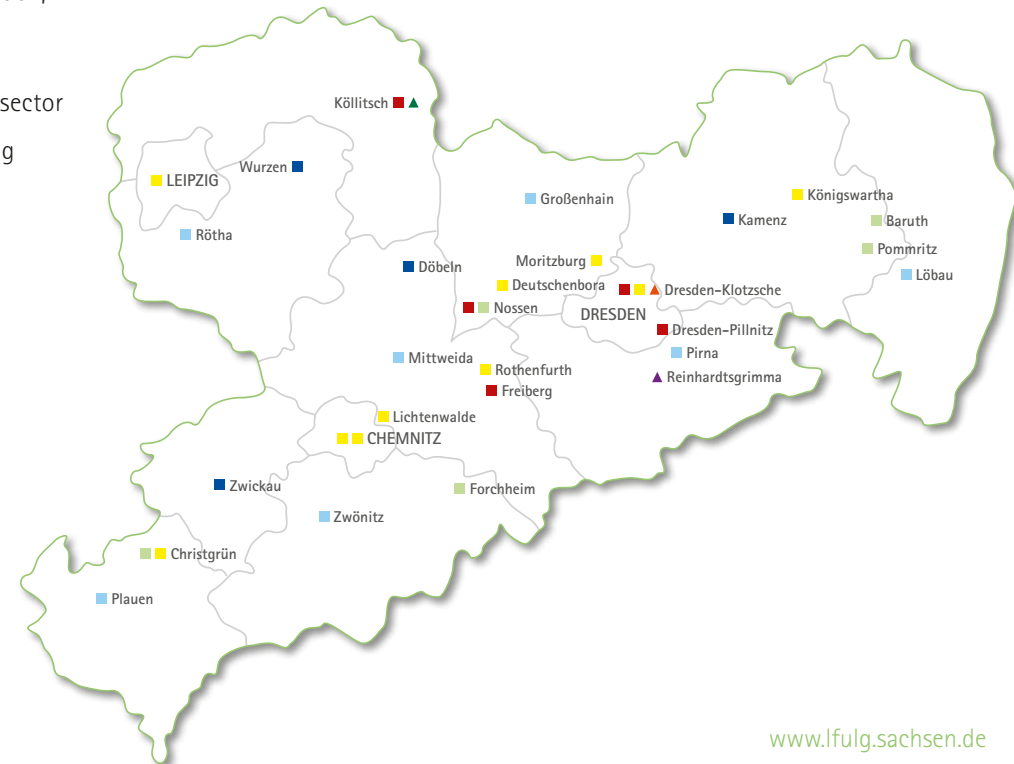 sector
g
Köllitsch
Wurzen
LEIPZIG
Rötha
Großenhain
Königswartha
Kamenz
Baruth
Pommritz
Löbau
Döbeln
Moritzburg
Deutschenbora
Dresden-Klotzsche
Nossen
DRESDEN
Dresden-Pillnitz
Mittweida
Pirna
Rothenfurth
Reinhardtsgrimma
Freiberg
Lichtenwalde
CHEMNITZ
Zwickau
Forchheim
Zwönitz
Christgrün
Plauen
www.lfulg.sachsen.de